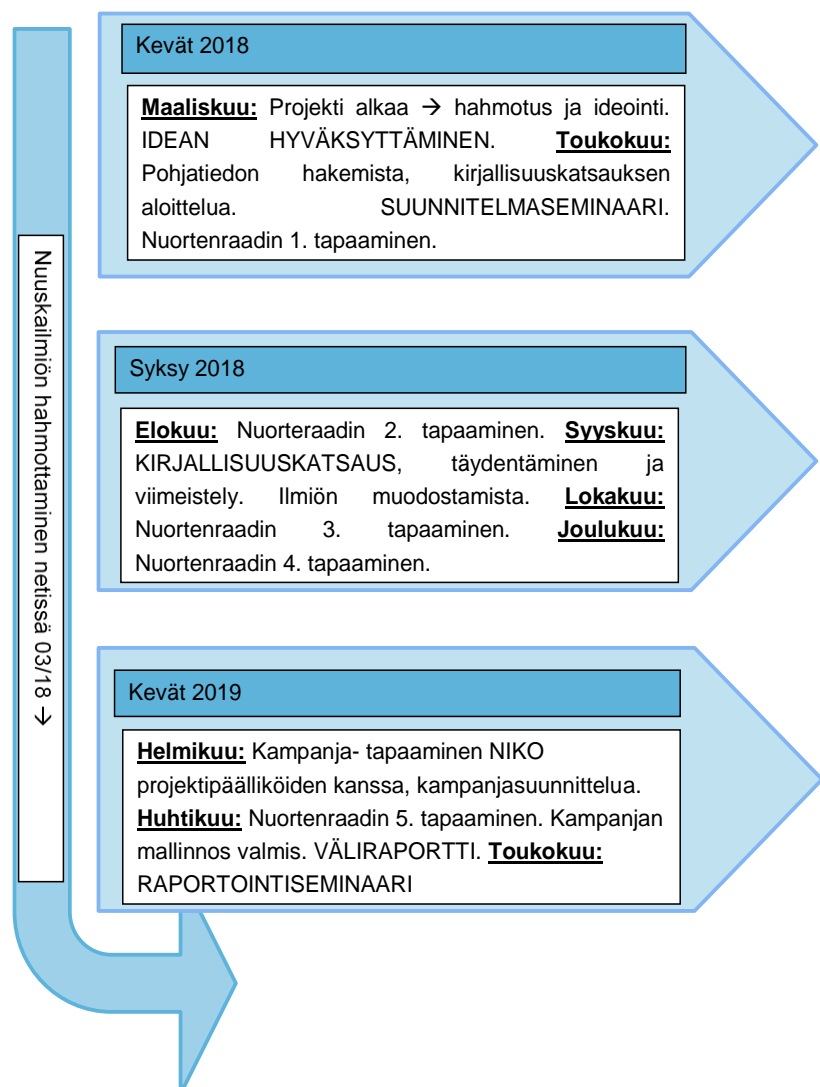 Kevät 2018
Maaliskuu: Projekti alkaa → hahmotus ja ideointi.
IDEAN HYVÄKSYTTÄMINEN. Toukokuu:
Pohjatiedon hakemista, kirjallisuuskatsauksen
aloittelua. SUUNNITELMASEMINAARI.
Nuortenraadin 1. tapaaminen.
Nuuskailmiön hahmottaminen netissä 03/18 →
Syksy 2018
Elokuu: Nuorteraadin 2. tapaaminen. Syyskuu:
KIRJALLISUUSKATSAUS, täydentäminen ja
viimeistely. Ilmiön muodostamista. Lokakuu:
Nuortenraadin 3. tapaaminen. Joulukuu:
Nuortenraadin 4. tapaaminen.
Kevät 2019
Helmikuu: Kampanja- tapaaminen NIKO
projektipäälliköiden kanssa, kampanjasuunnittelua.
Huhtikuu: Nuortenraadin 5. tapaaminen. Kampanjan
mallinnos valmis. VÄLIRAPORTTI. Toukokuu:
RAPORTOINTISEMINAARI